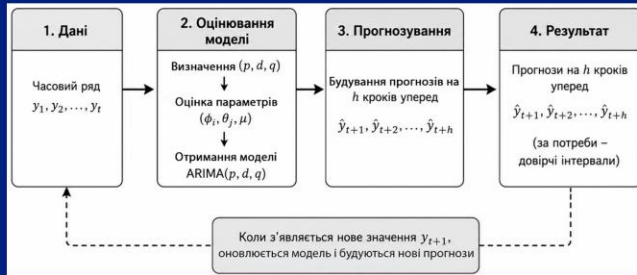 1. Дані
Часовий ряд
y₁, y₂, . . . , yₜ
2. Оцінювання
моделі
Визначення (p, d, q)
Оцінка параметрів
(ϕᵢ, θⱼ, μ)
Отримання моделі
ARIMA(p, d, q)
3. Прогнозування
Будування прогнозів на
h кроків уперед
ŷₜ₊₁, ŷₜ₊₂, . . . , ŷₜ₊ₕ
4. Результат
Прогнози на h кроків
уперед
ŷₜ₊₁, ŷₜ₊₂, . . . , ŷₜ₊ₕ
(за потреби –
довірчі інтервали)
Коли з’являється нове значення yₜ₊₁,
оновлюється модель і будуються нові прогнози